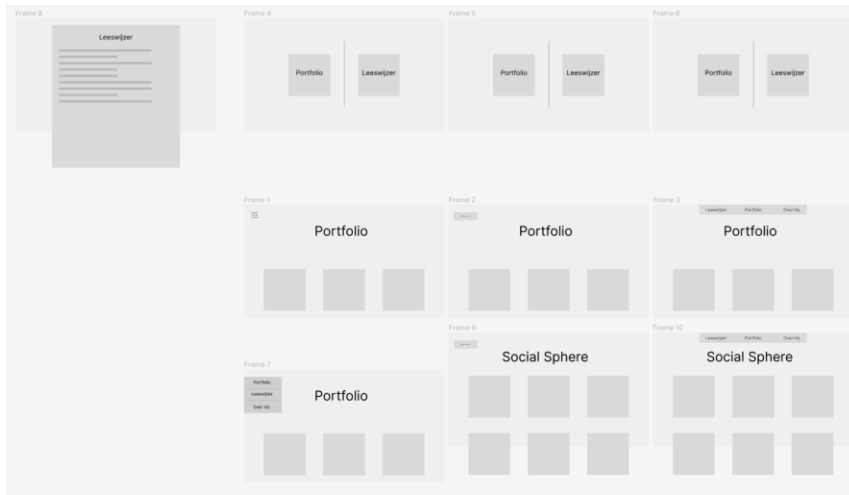 Frame 8
Leeswijzer
Frame 4
Portfolio
Leeswijzer
Frame 5
Portfolio
Leeswijzer
Frame 6
Portfolio
Leeswijzer
Frame 1
Portfolio
Frame 2
Portfolio
Frame 3
Leeswijzer Portfolio Over mij
Portfolio
Frame 7
Portfolio
Leeswijzer
Over mij
Portfolio
Frame 9
Social Sphere
Frame 10
Leeswijzer Portfolio Over mij
Social Sphere